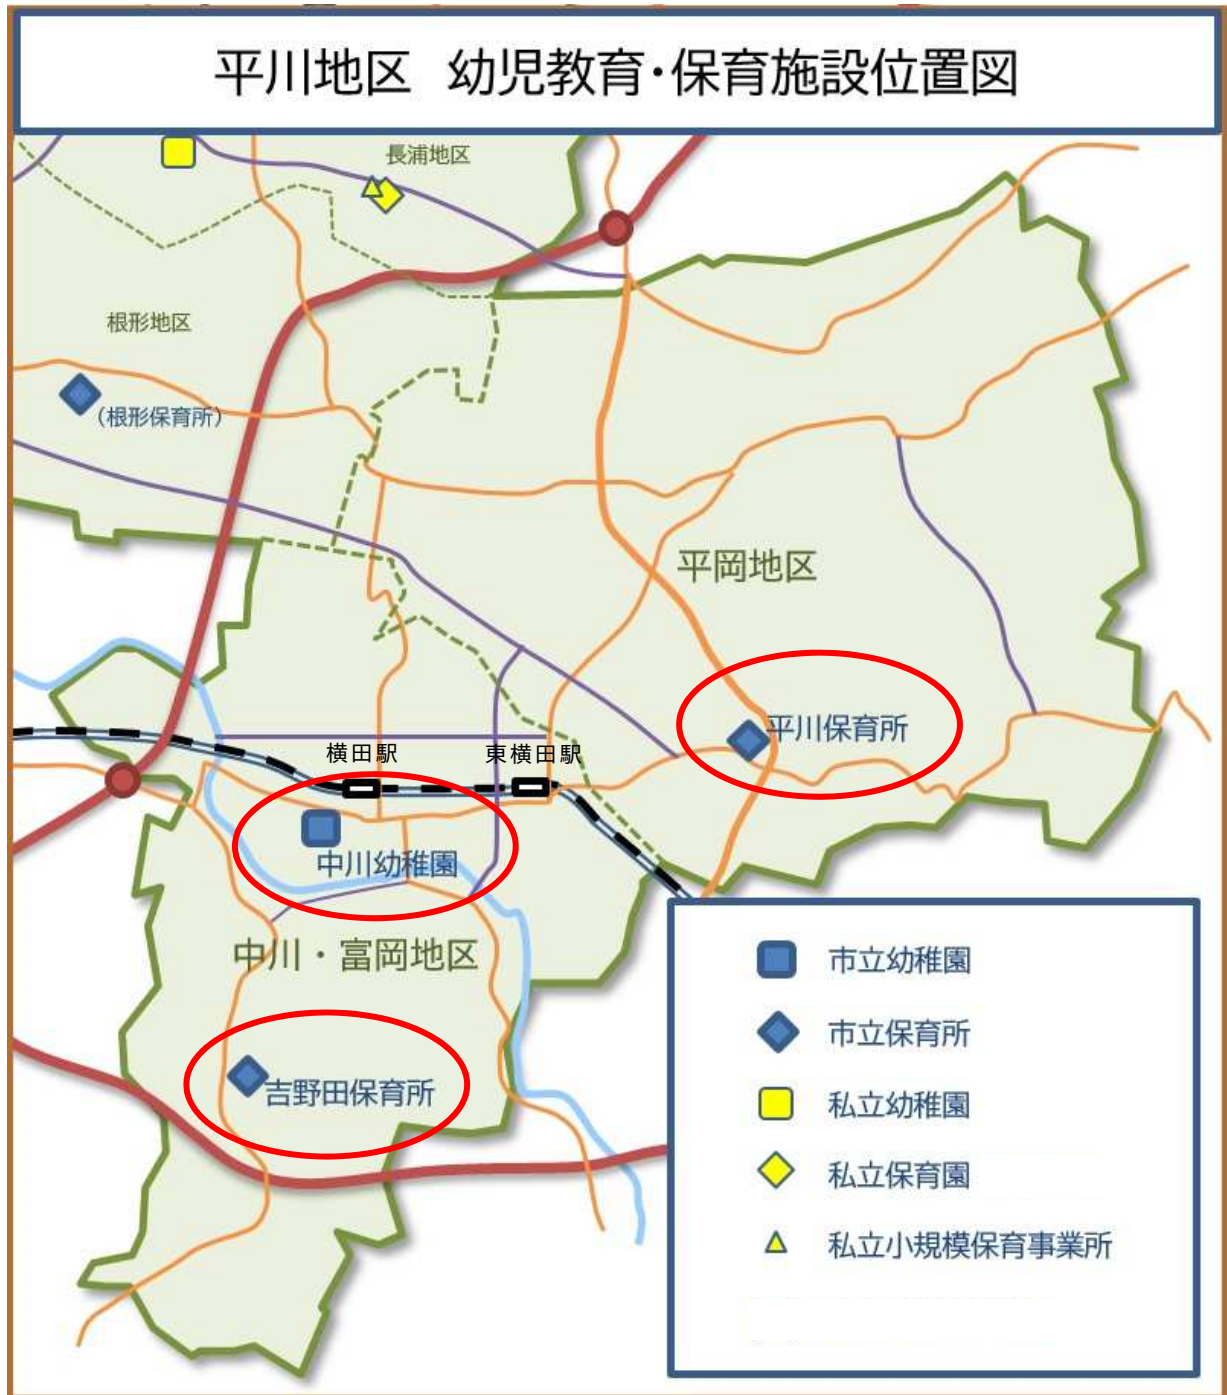 平川地区 幼児教育・保育施設位置図
長浦地区
根形地区
(根形保育所)
平岡地区
平川保育所
横田駅
東横田駅
中川幼稚園
中川・富岡地区
吉野田保育所
市立幼稚園
市立保育所
私立幼稚園
私立保育園
私立小規模保育事業所